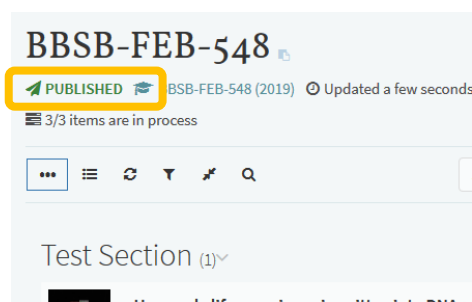 BBSB-FEB-548
PUBLISHED BSB-FEB-548 (2019) Updated a few seconds
3/3 items are in process
Test Section (1)